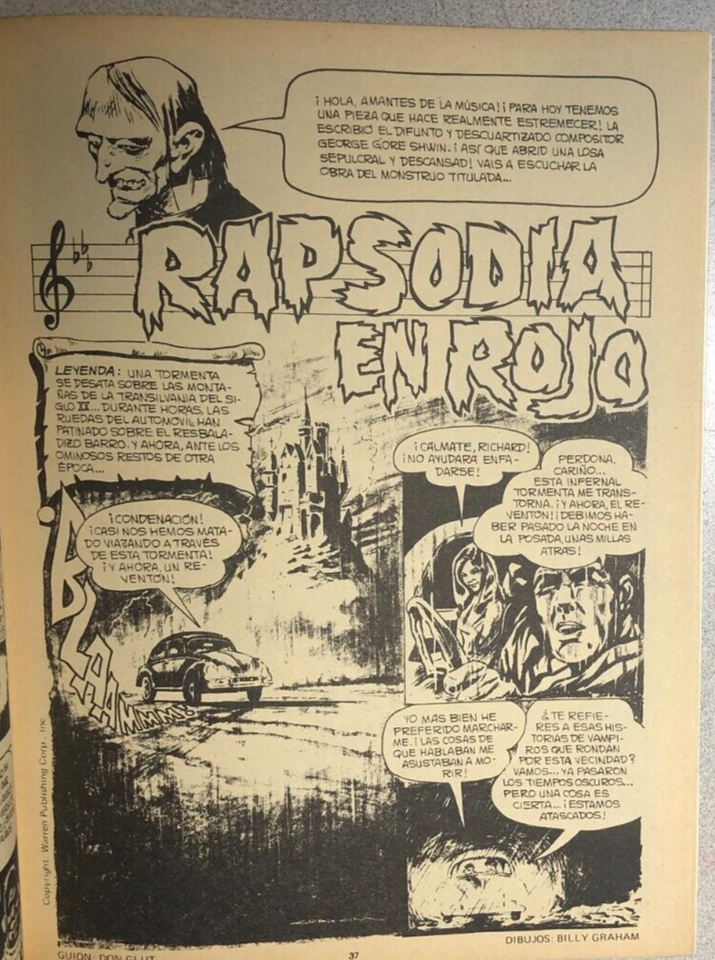 ¡HOLA, AMANTES DE LA MÚSICA! ¡PARA HOY TENEMOS
UNA PIEZA QUE HACE REALMENTE ESTREMECER! LA
ESCRIBIÓ EL DIFUNTO Y DESCUARTIZADO COMPOSITOR
GEORGE GORE SHWIN. ¡ASÍ QUE ABRID UNA LOSA
SEPULCRAL Y DESCANSAD! VAIS A ESCUCHAR LA
OBRA DEL MONSTRUO TITULADA...
RAPSODIA
EN ROJO
LEYENDA: UNA TORMENTA
SE DESATA SOBRE LAS MONTA-
ÑAS DE LA TRANSILVANIA DEL SI-
GLO XX... DURANTE HORAS, LAS
RUEDAS DEL AUTOMOVIL HAN
PATINADO SOBRE EL RESBALA-
DIZO BARRO. Y AHORA, ANTE LOS
OMINOSOS RESTOS DE OTRA
ÉPOCA...
¡CONDENACIÓN!
¡CASI NOS HEMOS MATA-
DO VIAZANDO A TRAVÉS
DE ESTA TORMENTA!
¡Y AHORA, UN RE-
VENTÓN!
BLAAMMMM!
¡CALMATE, RICHARD!
¡NO AYUDARA ENFA-
DARSE!
PERDONA,
CARIÑO...
ESTA INFERNAL
TORMENTA ME TRANS-
TORNA. ¡Y AHORA, EL RE-
VENTÓN! ¡DEBIMOS HA-
BER PASADO LA NOCHE EN
LA POSADA, UNAS MILLAS
ATRAS!
YO MAS BIEN HE
PREFERIDO MARCHAR-
ME. ¡LAS COSAS DE
QUE HABLABAN ME
ASUSTABAN A MO-
RIR!
¿TE REFIE-
RES A ESAS HIS-
TORIAS DE VAMPI-
ROS QUE RONDAN
POR ESTA VECINDAD?
VAMOS... YA PASARON
LOS TIEMPOS OSCUROS...
PERO UNA COSA ES
CIERTA... ¡ESTAMOS
ATASCADOS!
Copyright: Warren Publishing Corp., Inc.
GUION: DON GLUT
37
DIBUJOS: BILLY GRAHAM